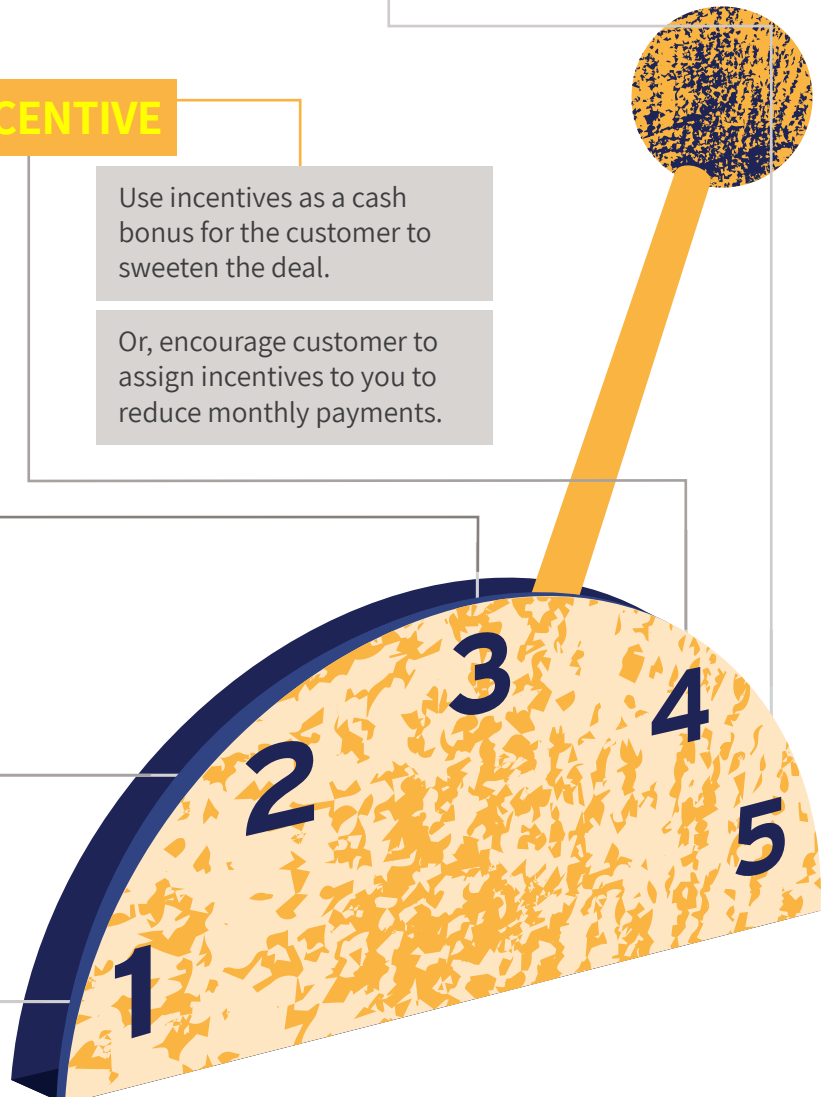 CENTIVE
Use incentives as a cash
bonus for the customer to
sweeten the deal.
Or, encourage customer to
assign incentives to you to
reduce monthly payments.
3
4
2
5
1